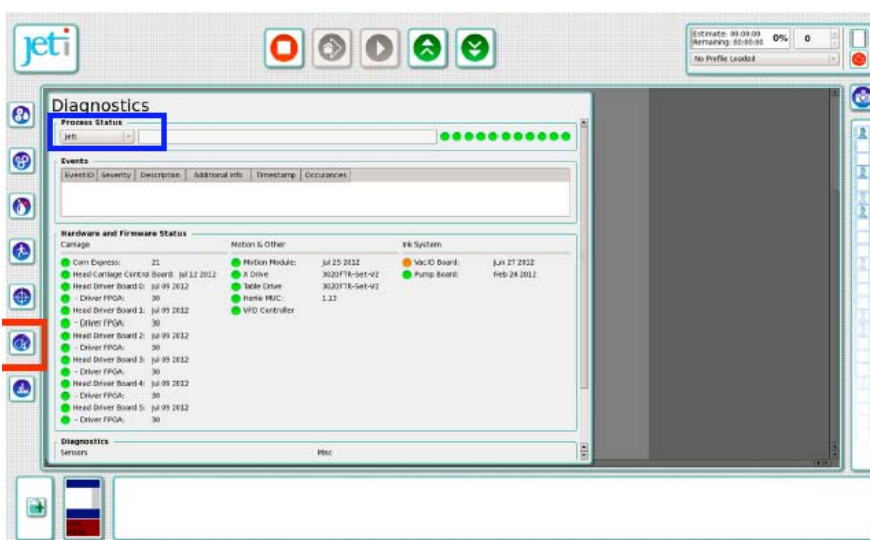 jeti
Estimate: 00:00:00
Remaining: 00:00:00
0%
0
No Profile Loaded
Diagnostics
Process Status
jeti
Events
EventID Severity Description Additional info Timestamp Occurances
Hardware and Firmware Status
Carriage Motion & Other Ink System
Com Express: 21
Head Carriage Control Board: Jul 12 2012
Head Driver Board 0: Jul 09 2012
- Driver FPGA: 30
Head Driver Board 1: Jul 09 2012
- Driver FPGA: 30
Head Driver Board 2: Jul 09 2012
- Driver FPGA: 30
Head Driver Board 3: Jul 09 2012
- Driver FPGA: 30
Head Driver Board 4: Jul 09 2012
- Driver FPGA: 30
Head Driver Board 5: Jul 09 2012
- Driver FPGA: 30
Motion Module: Jul 25 2012
X Drive 3020FTR-Set-V2
Table Drive 3020FTR-Set-V2
MUC: 1.13
VFD Controller
Vac IO Board: Jun 27 2012
Pump Board: Feb 24 2012
Diagnostics
Sensors Misc